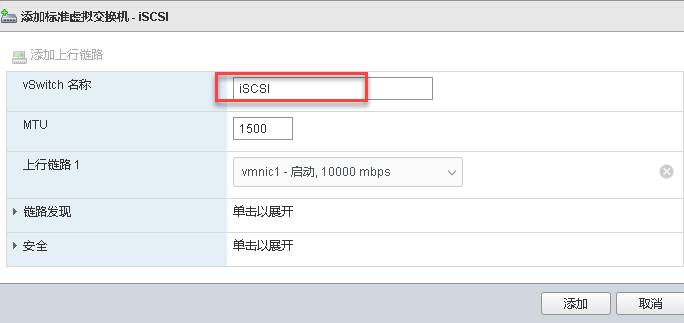 添加标准虚拟交换机 - iSCSI
添加上行链路
vSwitch 名称
iSCSI
MTU
1500
上行链路 1
vmnic1 - 启动, 10000 mbps
链路发现
单击以展开
安全
单击以展开
添加
取消